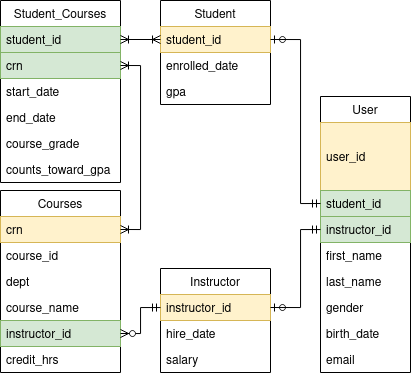 Student_Courses
student_id
crn
start_date
end_date
course_grade
counts_toward_gpa
Student
student_id
enrolled_date
gpa
User
user_id
student_id
instructor_id
first_name
last_name
gender
birth_date
email
Courses
crn
course_id
dept
course_name
instructor_id
credit_hrs
Instructor
instructor_id
hire_date
salary